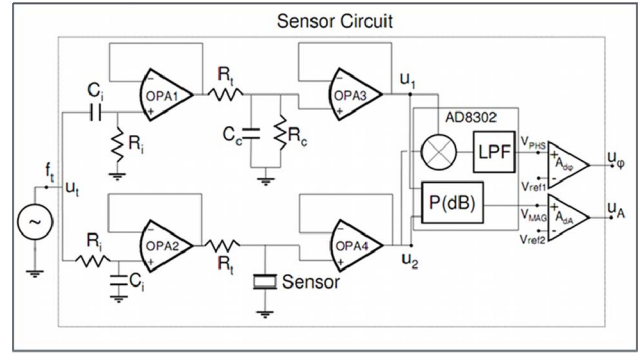 Sensor Circuit
- OPA1 +
R_t
- OPA3 +
u_1
C_i
R_i
C_c
R_c
AD8302
LPF
V_PHS
+ A_dφ -
u_φ
V_ref1
f_t
u_t
~
P(dB)
V_MAG
+ A_dA -
u_A
V_ref2
R_i
- OPA2 +
R_t
- OPA4 +
u_2
C_i
Sensor